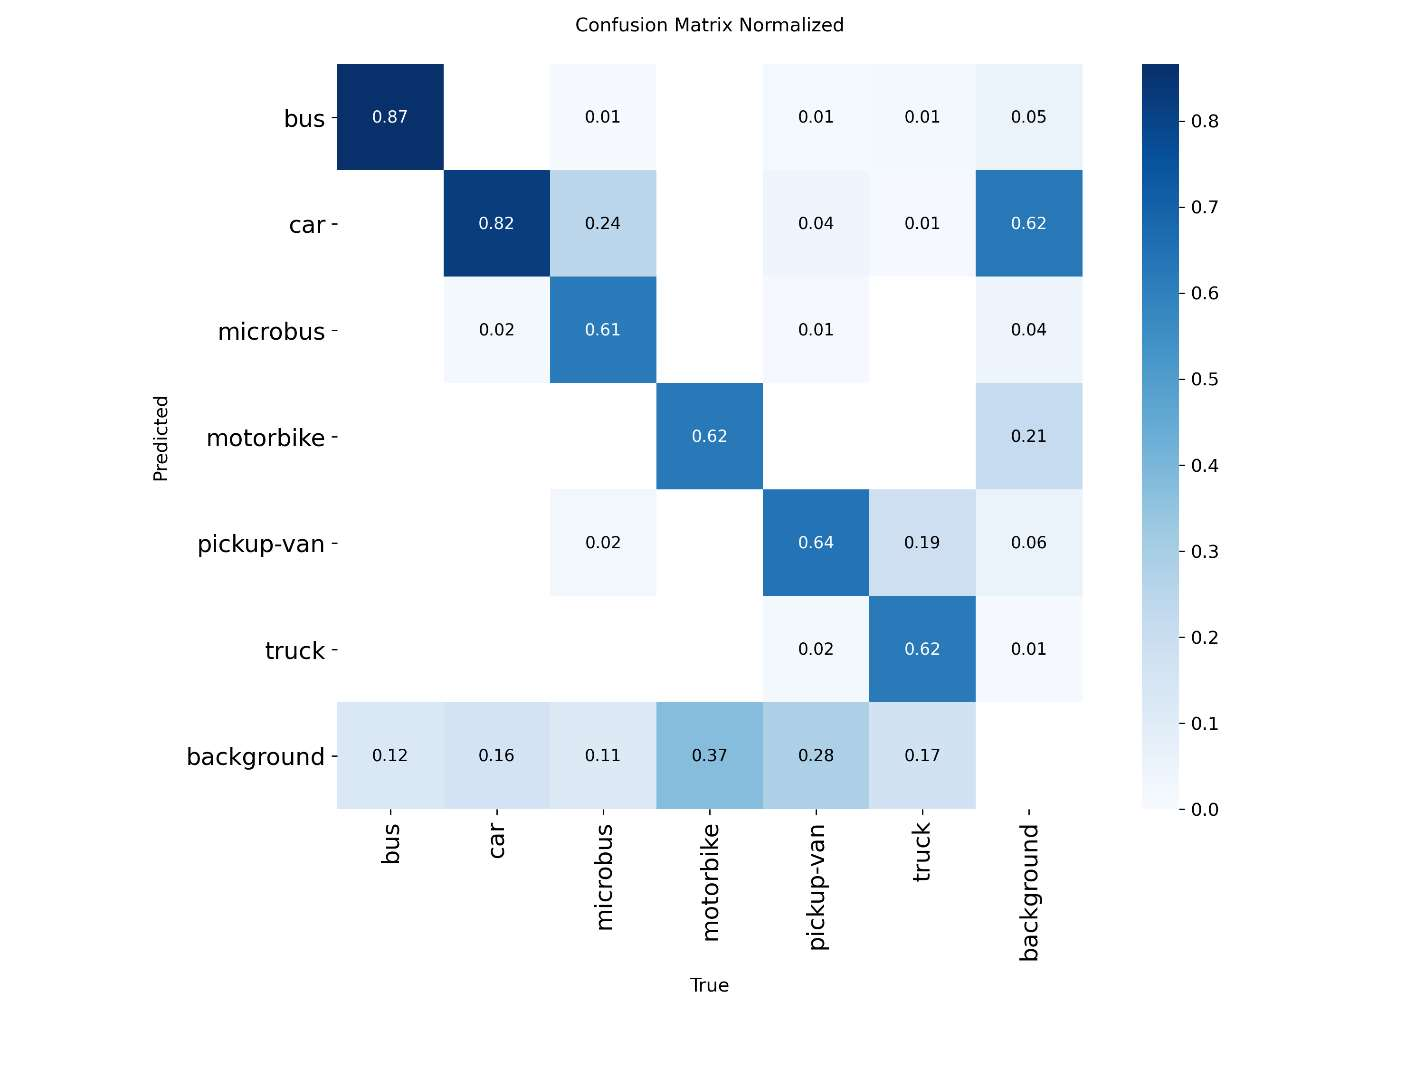 Confusion Matrix Normalized
bus 0.87 0.01 0.01 0.01 0.05
car 0.82 0.24 0.04 0.01 0.62
microbus 0.02 0.61 0.01 0.04
motorbike 0.62 0.21
pickup-van 0.02 0.64 0.19 0.06
truck 0.02 0.62 0.01
background 0.12 0.16 0.11 0.37 0.28 0.17
Predicted
bus car microbus motorbike pickup-van truck background
True
0.8
0.7
0.6
0.5
0.4
0.3
0.2
0.1
0.0